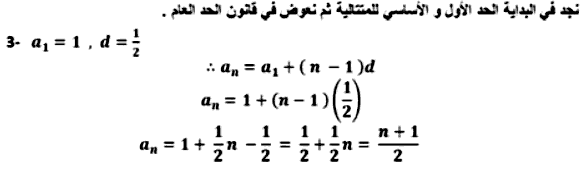 نجد في البداية الحد الأول و الأساسي للمتتالية ثم نعوض في قانون الحد العام .
3- a₁ = 1 , d = 1/2
∴ aₙ = a₁ + ( n − 1 )d
aₙ = 1 + (n − 1 )(1/2)
aₙ = 1 + 1/2 n − 1/2 = 1/2 + 1/2 n = (n + 1)/2